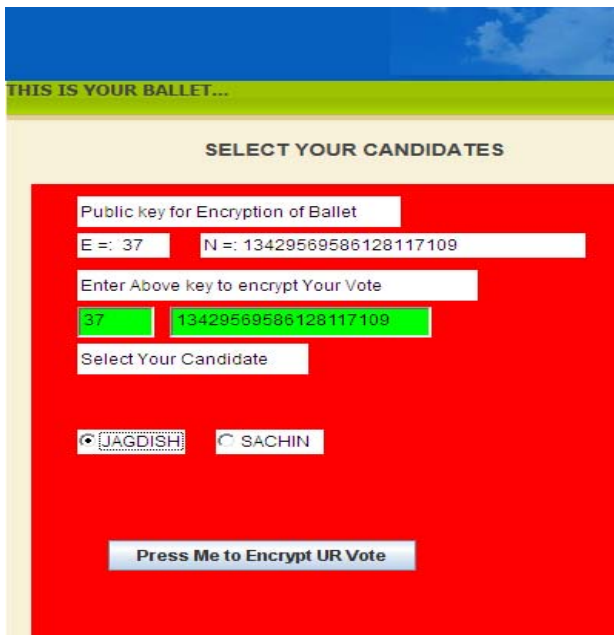 THIS IS YOUR BALLET...
SELECT YOUR CANDIDATES
Public key for Encryption of Ballet
E =: 37 N =: 13429569586128117109
Enter Above key to encrypt Your Vote
37 13429569586128117109
Select Your Candidate
JAGDISH SACHIN
Press Me to Encrypt UR Vote